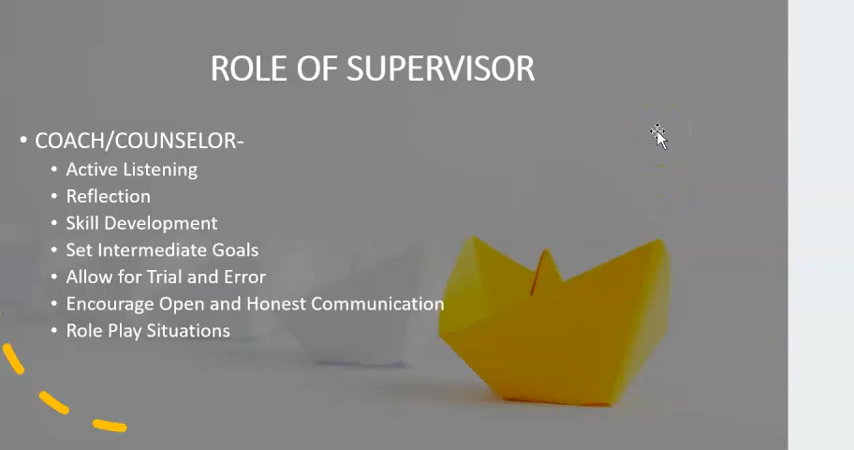 ROLE OF SUPERVISOR
• COACH/COUNSELOR-
• Active Listening
• Reflection
• Skill Development
• Set Intermediate Goals
• Allow for Trial and Error
• Encourage Open and Honest Communication
• Role Play Situations